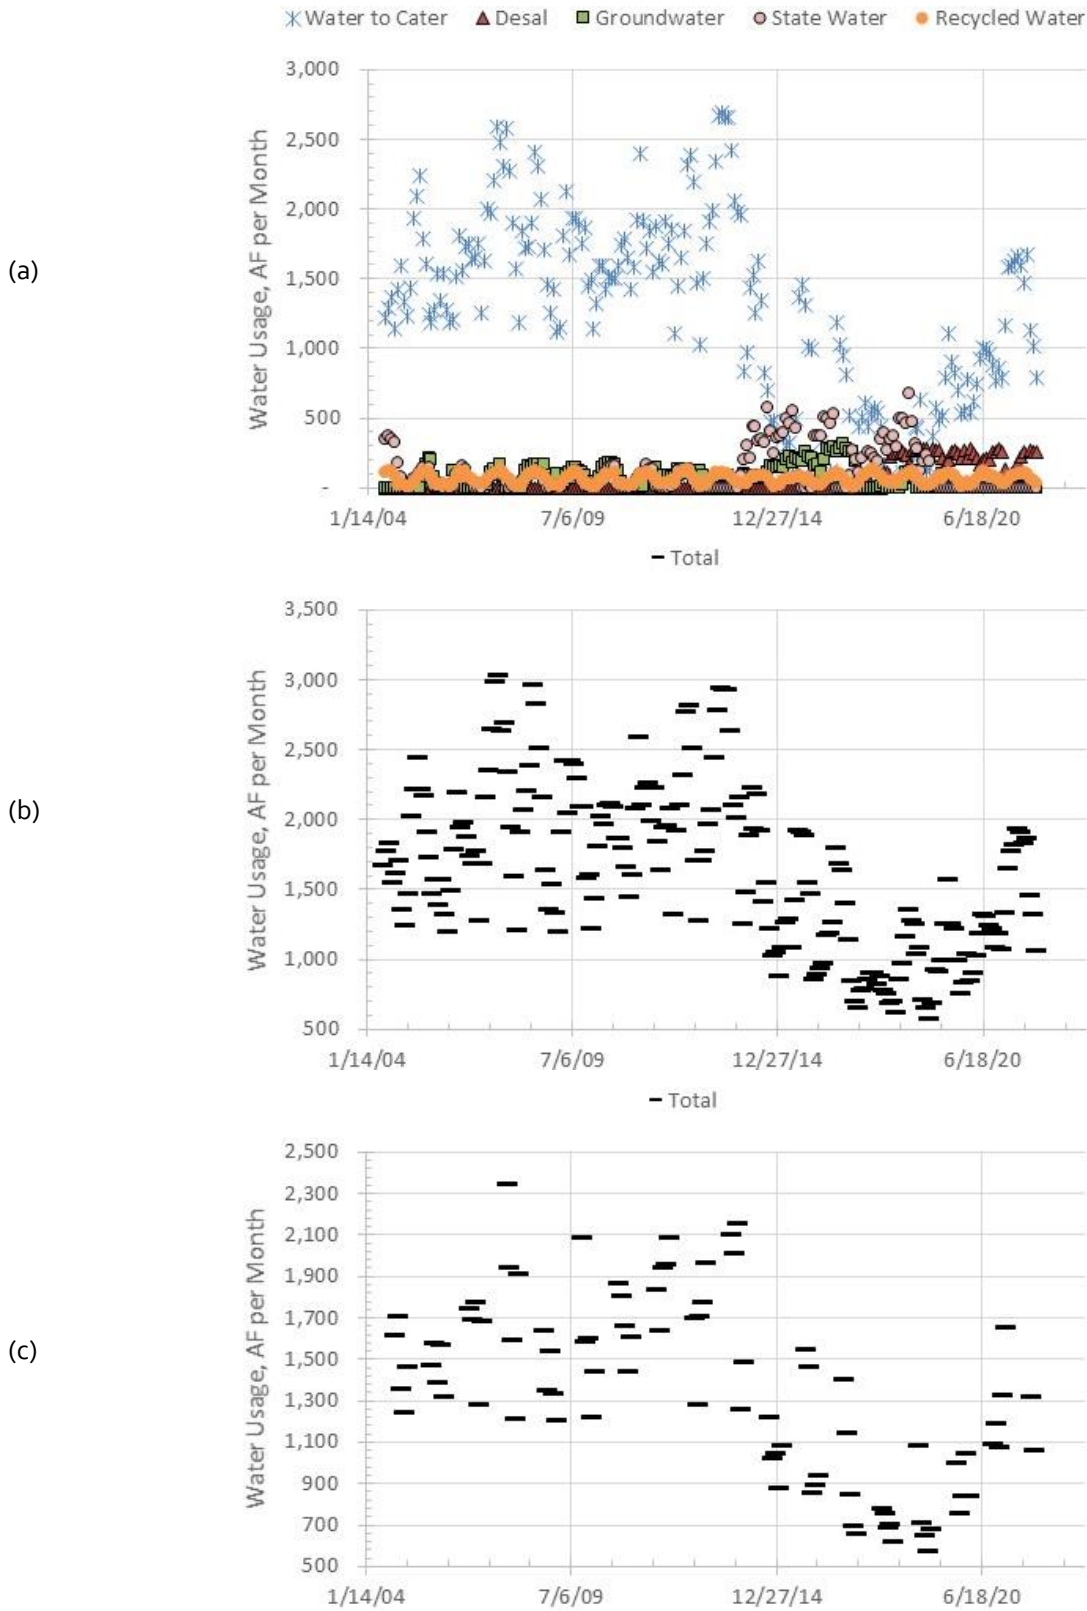 Water to Cater Desal Groundwater State Water Recycled Water
(a)
Water Usage, AF per Month
3,000
2,500
2,000
1,500
1,000
500
-
1/14/04 7/6/09 12/27/14 6/18/20
Total
(b)
Water Usage, AF per Month
3,500
3,000
2,500
2,000
1,500
1,000
500
1/14/04 7/6/09 12/27/14 6/18/20
Total
(c)
Water Usage, AF per Month
2,500
2,300
2,100
1,900
1,700
1,500
1,300
1,100
900
700
500
1/14/04 7/6/09 12/27/14 6/18/20